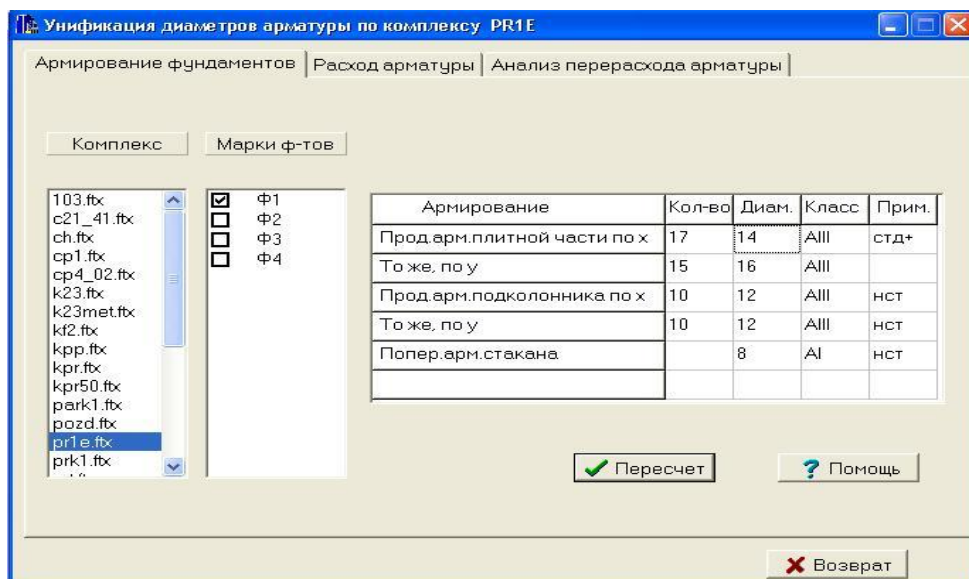 Унификация диаметров арматуры по комплексу PR1E
Армирование фундаментов Расход арматуры Анализ перерасхода арматуры
Комплекс Марки ф-тов
103.ftx
c21_41.ftx
ch.ftx
cp1.ftx
cp4_02.ftx
k23.ftx
k23met.ftx
kf2.ftx
kpp.ftx
kpr.ftx
kpr50.ftx
park1.ftx
pozd.ftx
pr1e.ftx
prk1.ftx
Ф1
Ф2
Ф3
Ф4
Армирование Кол-во Диам. Класс Прим.
Прод.арм.плитной части по x 17 14 AIII стд+
То же, по y 15 16 AIII
Прод.арм.подколонника по x 10 12 AIII нст
То же, по y 10 12 AIII нст
Попер.арм.стакана 8 AI нст
Пересчет ? Помощь
Возврат